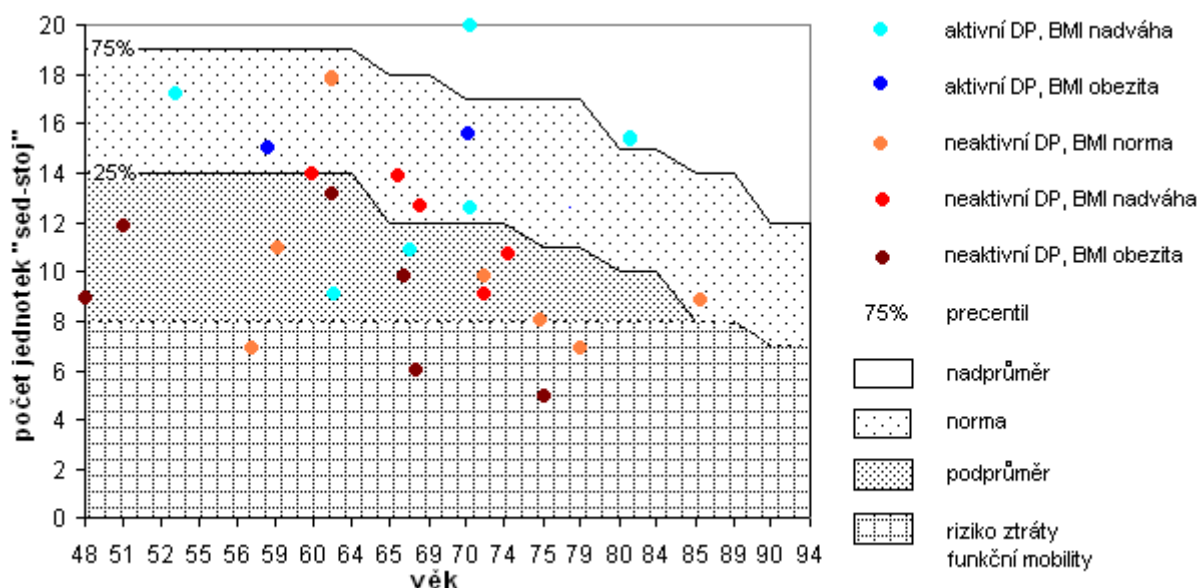 20
18
16
14
12
10
8
6
4
2
0
75%
25%
počet jednotek "sed-stoj"
48 51 52 55 56 60 60 64 65 69 70 74 75 79 80 84 85 89 90 94
věk
aktivní DP, BMI nadváha
aktivní DP, BMI obezita
neaktivní DP, BMI norma
neaktivní DP, BMI nadváha
neaktivní DP, BMI obezita
75% precentil
nadprůměr
norma
podprůměr
riziko ztráty
funkční mobility